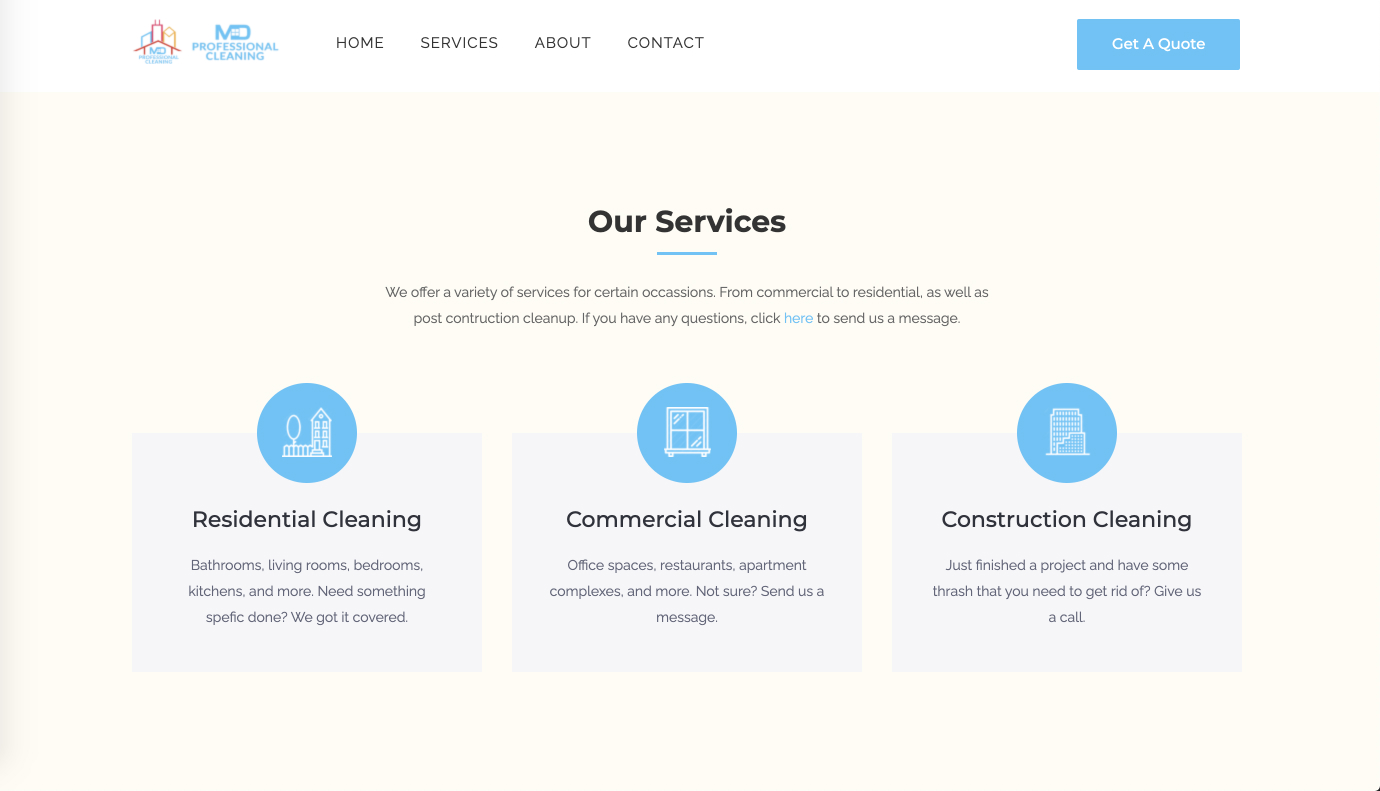 MD
PROFESSIONAL
CLEANING
MD
PROFESSIONAL
CLEANING
HOME
SERVICES
ABOUT
CONTACT
Get A Quote
Our Services
We offer a variety of services for certain occassions. From commercial to residential, as well as
post contruction cleanup. If you have any questions, click here to send us a message.
Residential Cleaning
Bathrooms, living rooms, bedrooms,
kitchens, and more. Need something
spefic done? We got it covered.
Commercial Cleaning
Office spaces, restaurants, apartment
complexes, and more. Not sure? Send us a
message.
Construction Cleaning
Just finished a project and have some
thrash that you need to get rid of? Give us
a call.